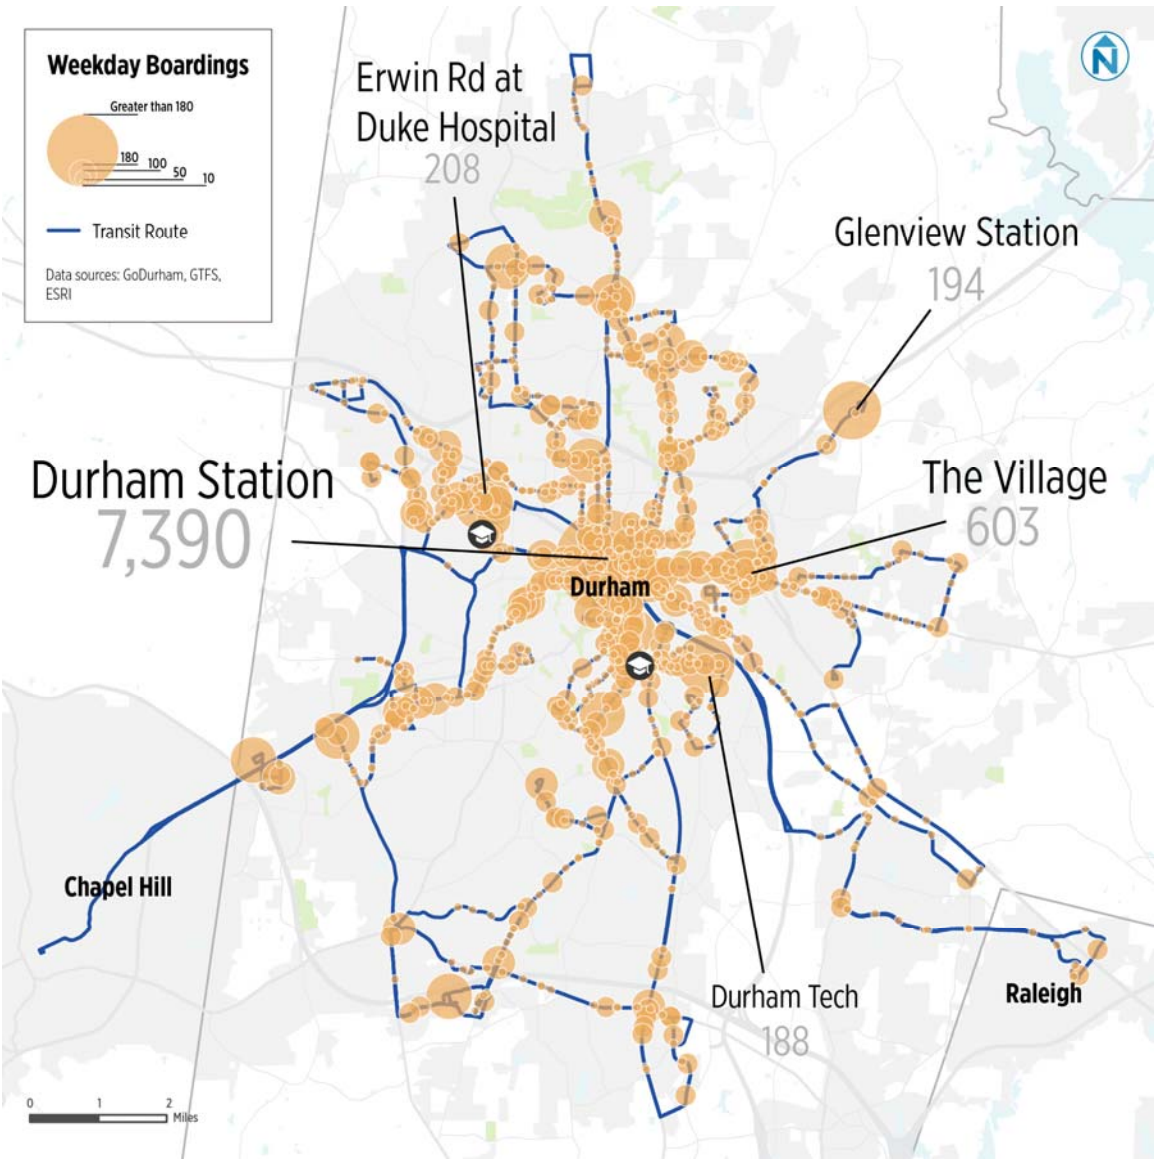 Weekday Boardings
Greater than 180
180
100
50
10
Transit Route
Data sources: GoDurham, GTFS,
ESRI
Erwin Rd at
Duke Hospital
208
N
Glenview Station
194
Durham Station
7,390
The Village
603
Durham
Chapel Hill
Durham Tech
188
Raleigh
0 1 2
Miles